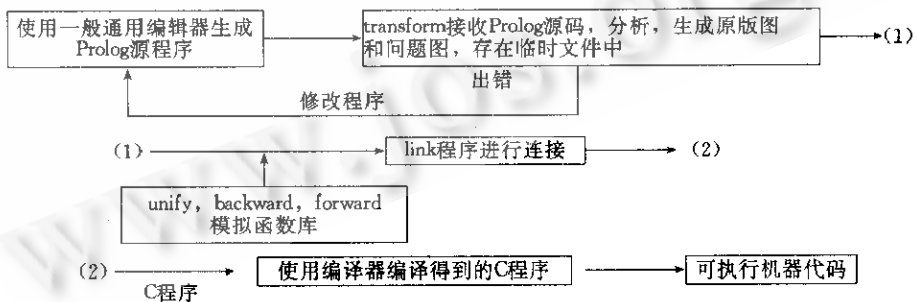 使用一般通用编辑器生成
Prolog源程序
transform接收Prolog源码，分析，生成原版图
和问题图，存在临时文件中
(1)
出错
修改程序
(1)
link程序进行连接
(2)
unify，backward，forward
模拟函数库
(2)
C程序
使用编译器编译得到的C程序
可执行机器代码